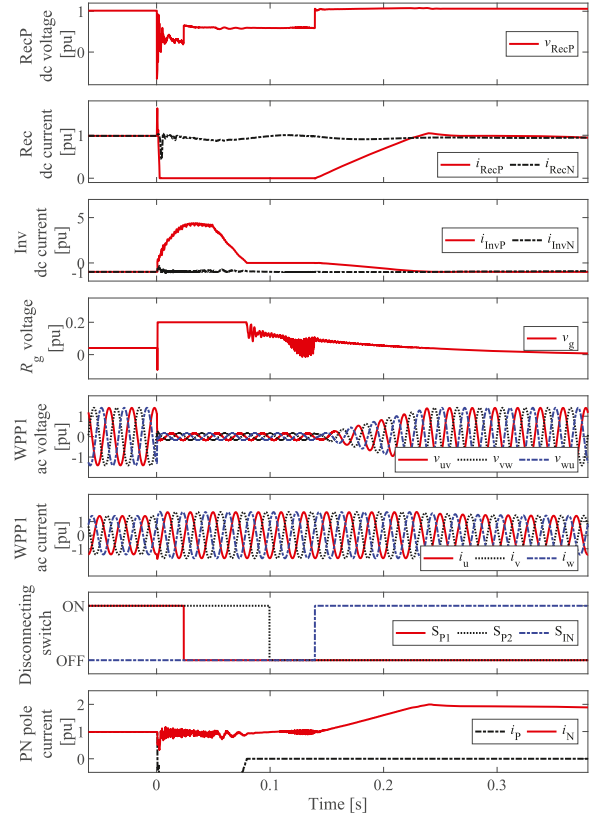 RecP
dc voltage
[pu]
1
0
v_RecP
Rec
dc current
[pu]
1
0
i_RecP i_RecN
Inv
dc current
[pu]
5
0
-1
i_InvP i_InvN
R_g voltage
[pu]
0.2
0
v_g
WPP1
ac voltage
[pu]
1
0
-1
v_uv v_vw v_wu
WPP1
ac current
[pu]
1
0
-1
i_u i_v i_w
Disconnecting
switch
ON
OFF
S_P1 S_P2 S_IN
PN pole
current
[pu]
2
1
0
i_P i_N
0 0.1 0.2 0.3
Time [s]